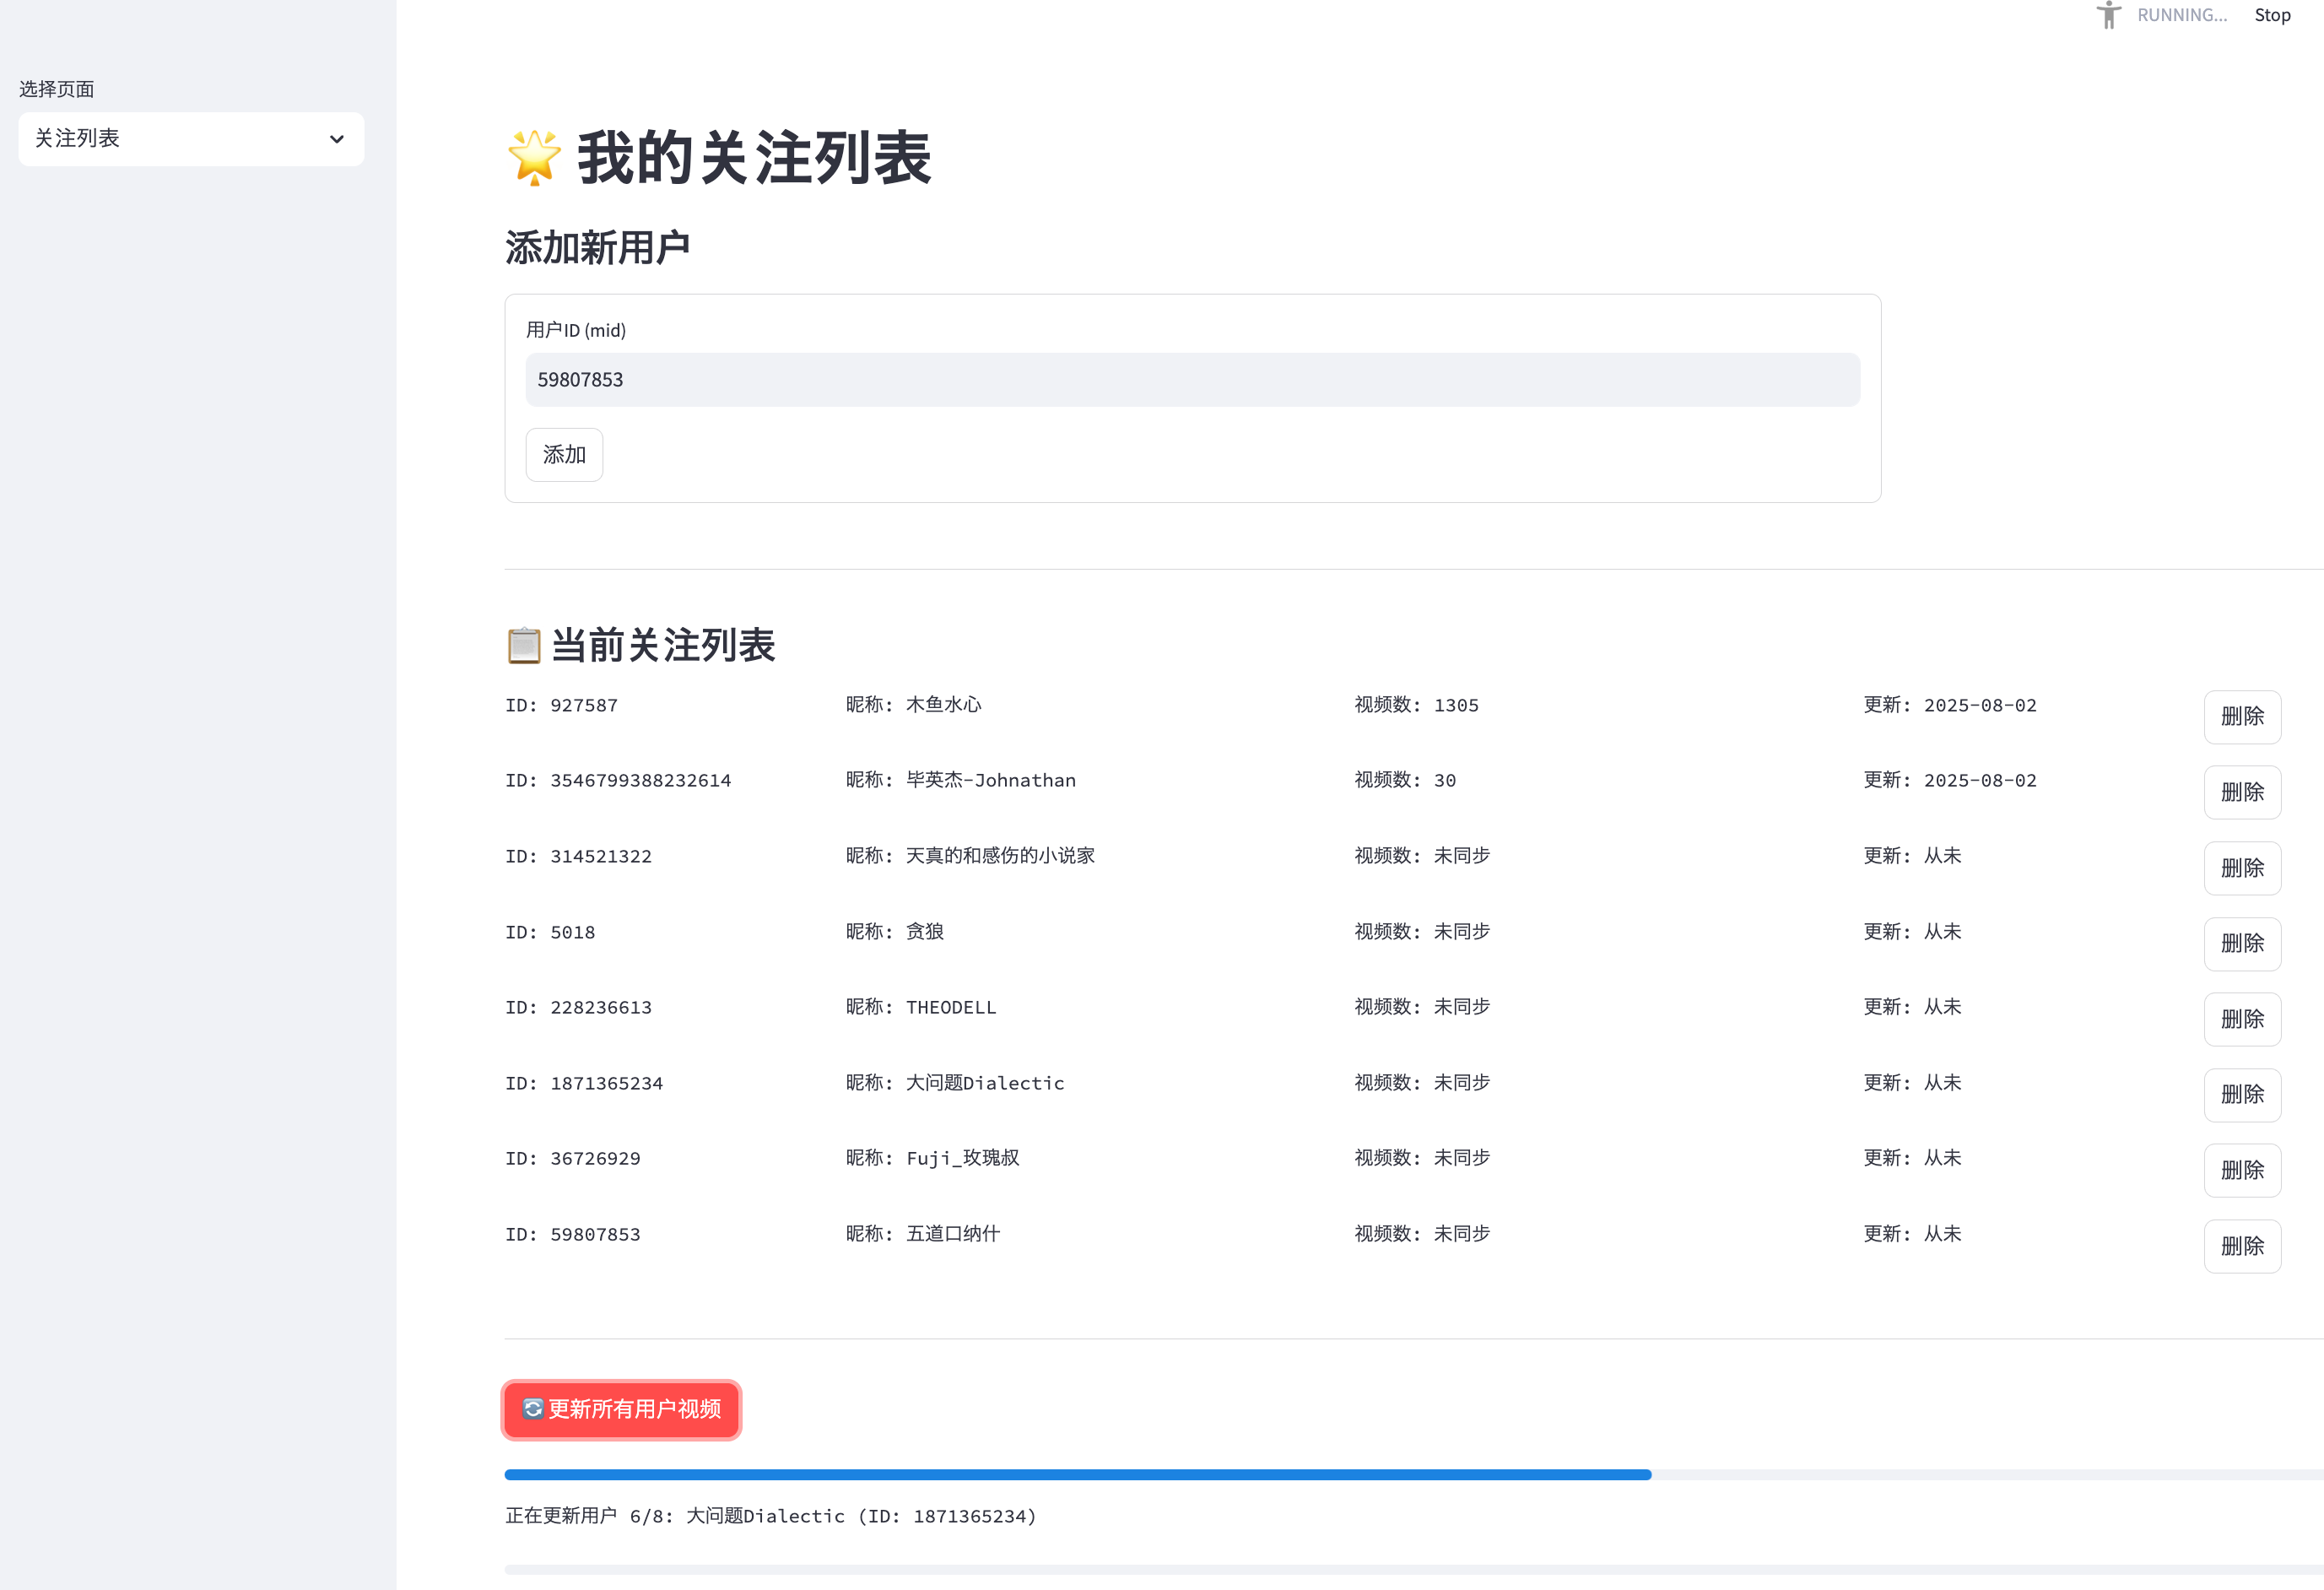 RUNNING... Stop
选择页面
关注列表
🌟 我的关注列表
添加新用户
用户ID (mid)
59807853
添加
📋 当前关注列表
ID: 927587 昵称: 木鱼水心 视频数: 1305 更新: 2025-08-02 删除
ID: 3546799388232614 昵称: 毕英杰-Johnathan 视频数: 30 更新: 2025-08-02 删除
ID: 314521322 昵称: 天真的和感伤的小说家 视频数: 未同步 更新: 从未 删除
ID: 5018 昵称: 贪狼 视频数: 未同步 更新: 从未 删除
ID: 228236613 昵称: THEODELL 视频数: 未同步 更新: 从未 删除
ID: 1871365234 昵称: 大问题Dialectic 视频数: 未同步 更新: 从未 删除
ID: 36726929 昵称: Fuji_玫瑰叔 视频数: 未同步 更新: 从未 删除
ID: 59807853 昵称: 五道口纳什 视频数: 未同步 更新: 从未 删除
🔄 更新所有用户视频
正在更新用户 6/8: 大问题Dialectic (ID: 1871365234)